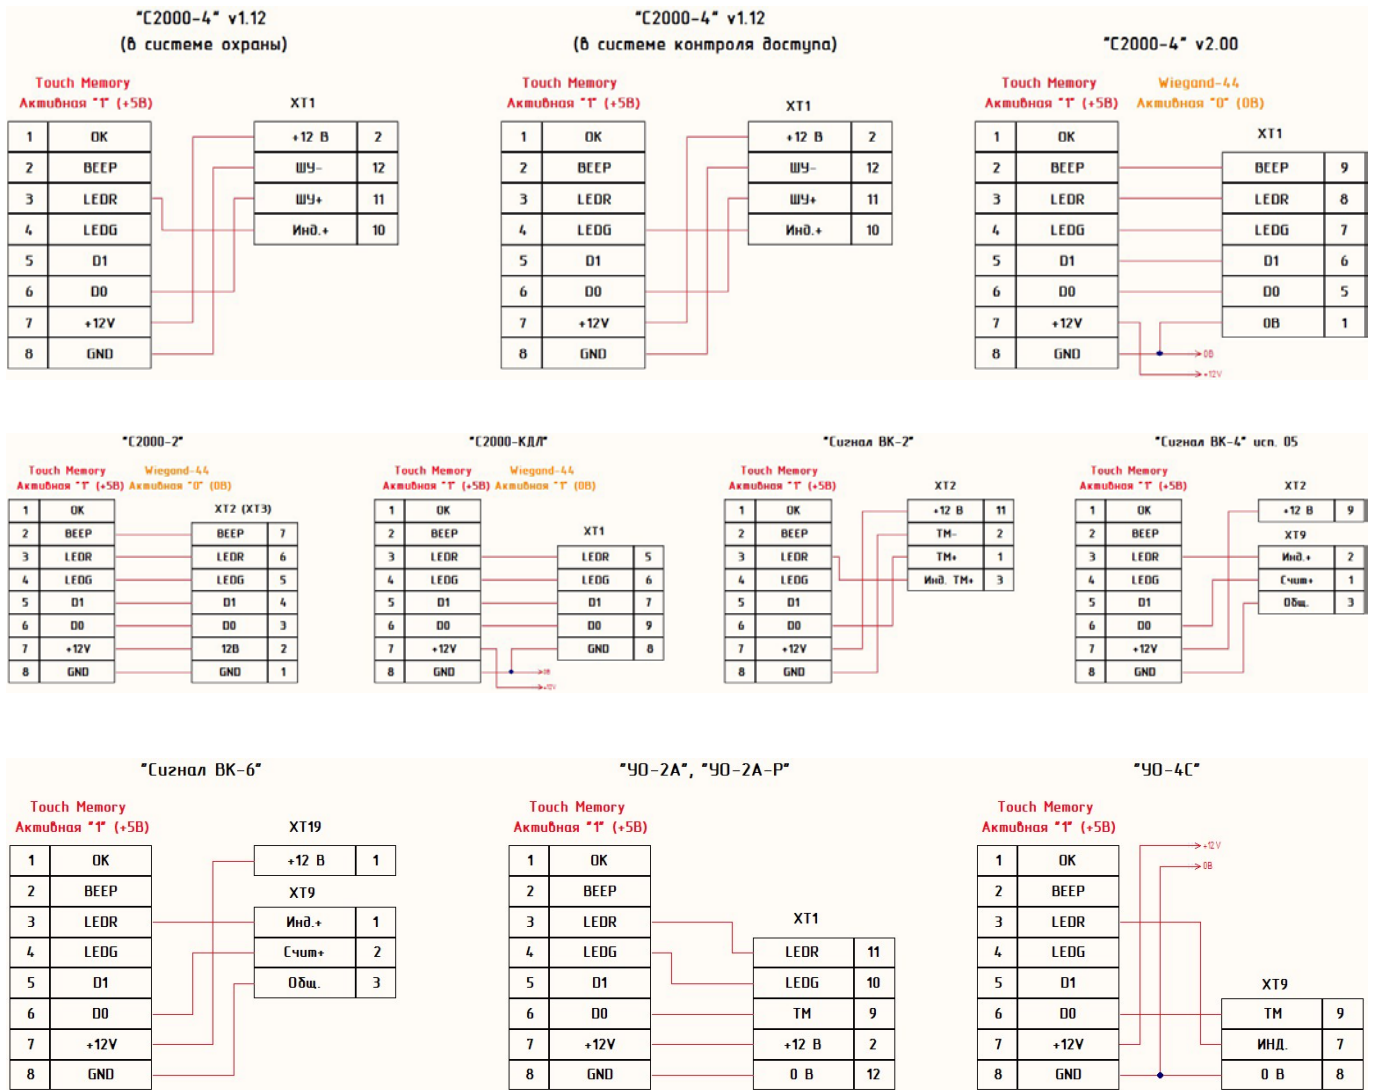 "С2000-4" v1.12
(в системе охраны)
Touch Memory
Активная "1" (+5В)
XT1
1 OK
2 BEEP
3 LEDR
4 LEDG
5 D1
6 D0
7 +12V
8 GND
+12 В 2
ШУ- 12
ШУ+ 11
Инд.+ 10
"С2000-4" v1.12
(в системе контроля доступа)
Touch Memory
Активная "1" (+5В)
XT1
1 OK
2 BEEP
3 LEDR
4 LEDG
5 D1
6 D0
7 +12V
8 GND
+12 В 2
ШУ- 12
ШУ+ 11
Инд.+ 10
"С2000-4" v2.00
Touch Memory
Активная "1" (+5В)
Wiegand-44
Активная "0" (0В)
XT1
1 OK
2 BEEP
3 LEDR
4 LEDG
5 D1
6 D0
7 +12V
8 GND
BEEP 9
LEDR 8
LEDG 7
D1 6
D0 5
0В 1
0В
+12V
"С2000-2"
Touch Memory
Активная "1" (+5В)
Wiegand-44
Активная "0" (0В)
XT2 (XT3)
1 OK
2 BEEP
3 LEDR
4 LEDG
5 D1
6 D0
7 +12V
8 GND
BEEP 7
LEDR 6
LEDG 5
D1 4
D0 3
12В 2
GND 1
"С2000-КДЛ"
Touch Memory
Активная "1" (+5В)
Wiegand-44
Активная "1" (0В)
XT1
1 OK
2 BEEP
3 LEDR
4 LEDG
5 D1
6 D0
7 +12V
8 GND
LEDR 5
LEDG 6
D1 7
D0 9
GND 8
0В
+12V
"Сигнал ВК-2"
Touch Memory
Активная "1" (+5В)
XT2
1 OK
2 BEEP
3 LEDR
4 LEDG
5 D1
6 D0
7 +12V
8 GND
+12 В 11
ТМ- 2
ТМ+ 1
Инд. ТМ+ 3
"Сигнал ВК-4" исп. 05
Touch Memory
Активная "1" (+5В)
XT2
1 OK
2 BEEP
3 LEDR
4 LEDG
5 D1
6 D0
7 +12V
8 GND
+12 В 9
XT9
Инд.+ 2
Счит+ 1
Общ. 3
"Сигнал ВК-6"
Touch Memory
Активная "1" (+5В)
XT19
1 OK
2 BEEP
3 LEDR
4 LEDG
5 D1
6 D0
7 +12V
8 GND
+12 В 1
XT9
Инд.+ 1
Счит+ 2
Общ. 3
"УО-2А", "УО-2А-Р"
Touch Memory
Активная "1" (+5В)
1 OK
2 BEEP
3 LEDR
4 LEDG
5 D1
6 D0
7 +12V
8 GND
XT1
LEDR 11
LEDG 10
ТМ 9
+12 В 2
0 В 12
"УО-4С"
Touch Memory
Активная "1" (+5В)
+12V
0В
1 OK
2 BEEP
3 LEDR
4 LEDG
5 D1
6 D0
7 +12V
8 GND
XT9
ТМ 9
ИНД. 7
0 В 8